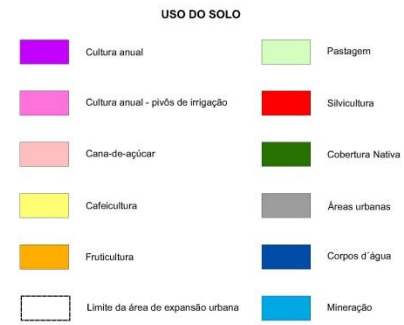 USO DO SOLO
Cultura anual
Pastagem
Cultura anual - pivôs de irrigação
Silvicultura
Cana-de-açúcar
Cobertura Nativa
Cafeicultura
Áreas urbanas
Fruticultura
Corpos d´água
Limite da área de expansão urbana
Mineração